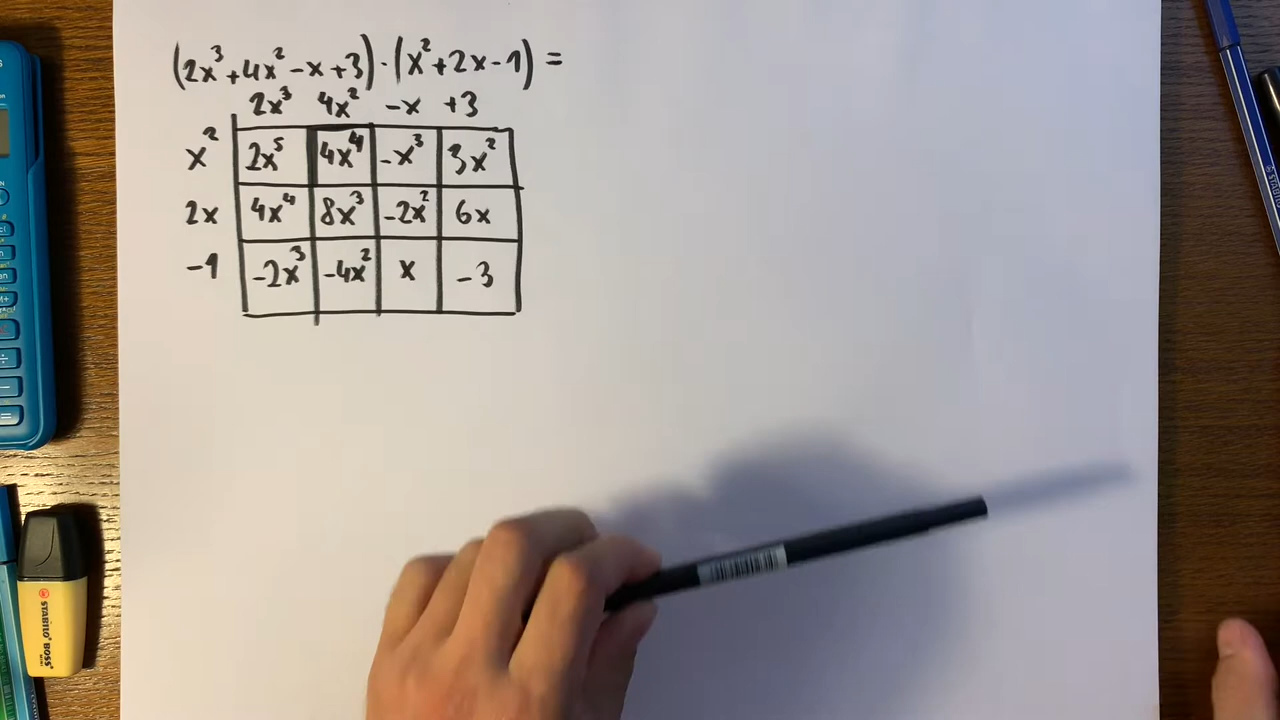 (2x³+4x²-x+3)·(x²+2x-1)=
2x³ 4x² -x +3
x² 2x⁵ 4x⁴ -x³ 3x²
2x 4x⁴ 8x³ -2x² 6x
-1 -2x³ -4x² x -3
STABILO BOSS
MINI